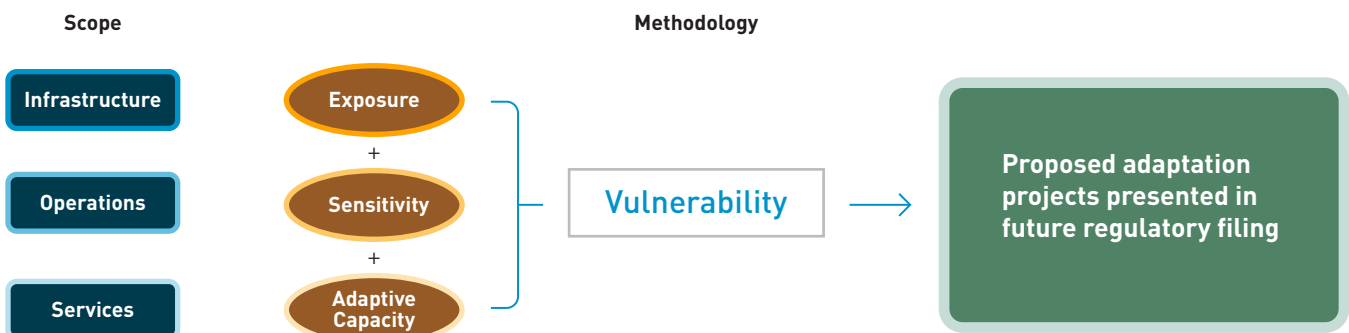 Scope
Methodology
Infrastructure
Exposure
+
Operations
Sensitivity
+
Services
Adaptive
Capacity
Vulnerability
Proposed adaptation
projects presented in
future regulatory filing